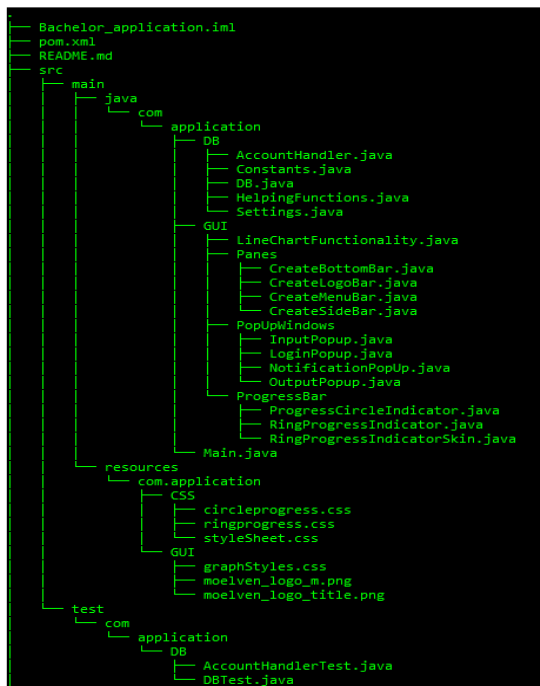 .
├── Bachelor_application.iml
├── pom.xml
├── README.md
├── src
│   ├── main
│   │   ├── java
│   │   │   └── com
│   │   │       └── application
│   │   │           ├── DB
│   │   │           │   ├── AccountHandler.java
│   │   │           │   ├── Constants.java
│   │   │           │   ├── DB.java
│   │   │           │   ├── HelpingFunctions.java
│   │   │           │   └── Settings.java
│   │   │           ├── GUI
│   │   │           │   ├── LineChartFunctionality.java
│   │   │           │   ├── Panes
│   │   │           │   │   ├── CreateBottomBar.java
│   │   │           │   │   ├── CreateLogoBar.java
│   │   │           │   │   ├── CreateMenuBar.java
│   │   │           │   │   └── CreateSideBar.java
│   │   │           │   ├── PopUpWindows
│   │   │           │   │   ├── InputPopup.java
│   │   │           │   │   ├── LoginPopup.java
│   │   │           │   │   ├── NotificationPopUp.java
│   │   │           │   │   └── OutputPopup.java
│   │   │           │   └── ProgressBar
│   │   │           │       ├── ProgressCircleIndicator.java
│   │   │           │       ├── RingProgressIndicator.java
│   │   │           │       └── RingProgressIndicatorSkin.java
│   │   │           └── Main.java
│   │   └── resources
│   │       └── com.application
│   │           ├── CSS
│   │           │   ├── circleprogress.css
│   │           │   ├── ringprogress.css
│   │           │   └── styleSheet.css
│   │           └── GUI
│   │               ├── graphStyles.css
│   │               ├── moelven_logo_m.png
│   │               └── moelven_logo_title.png
│   └── test
│       └── com
│           └── application
│               └── DB
│                   ├── AccountHandlerTest.java
│                   └── DBTest.java